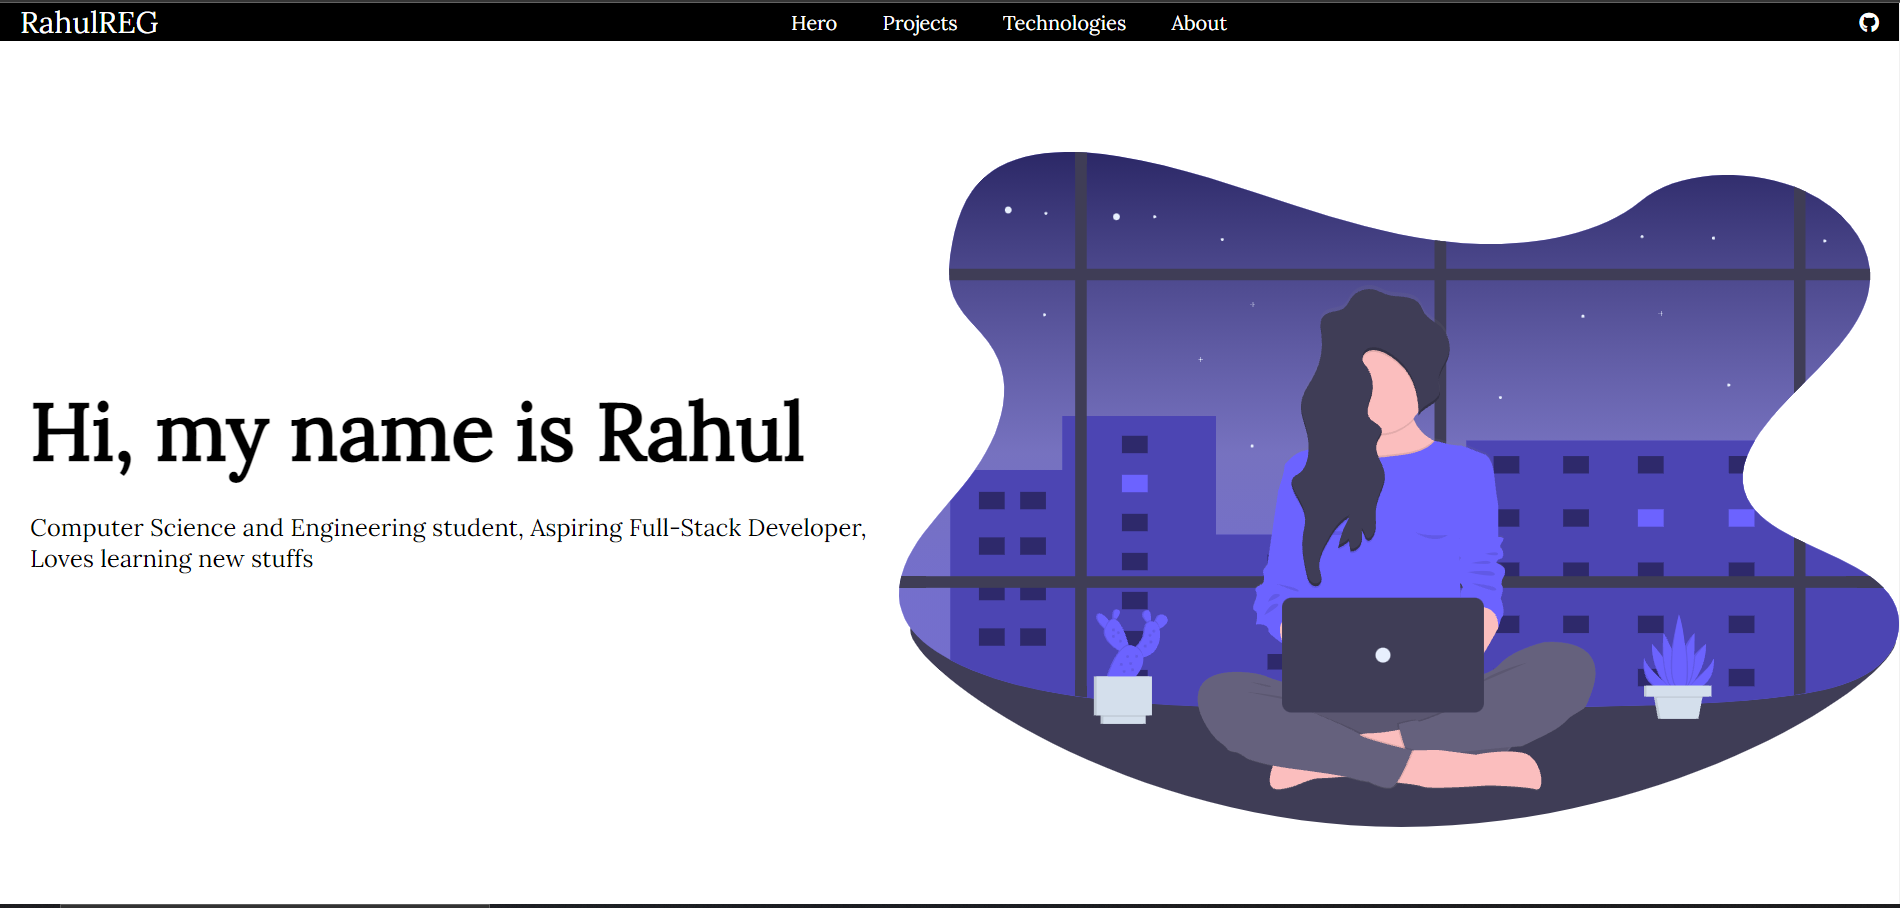 RahulREG
Hero
Projects
Technologies
About
Hi, my name is Rahul
Computer Science and Engineering student, Aspiring Full-Stack Developer,
Loves learning new stuffs